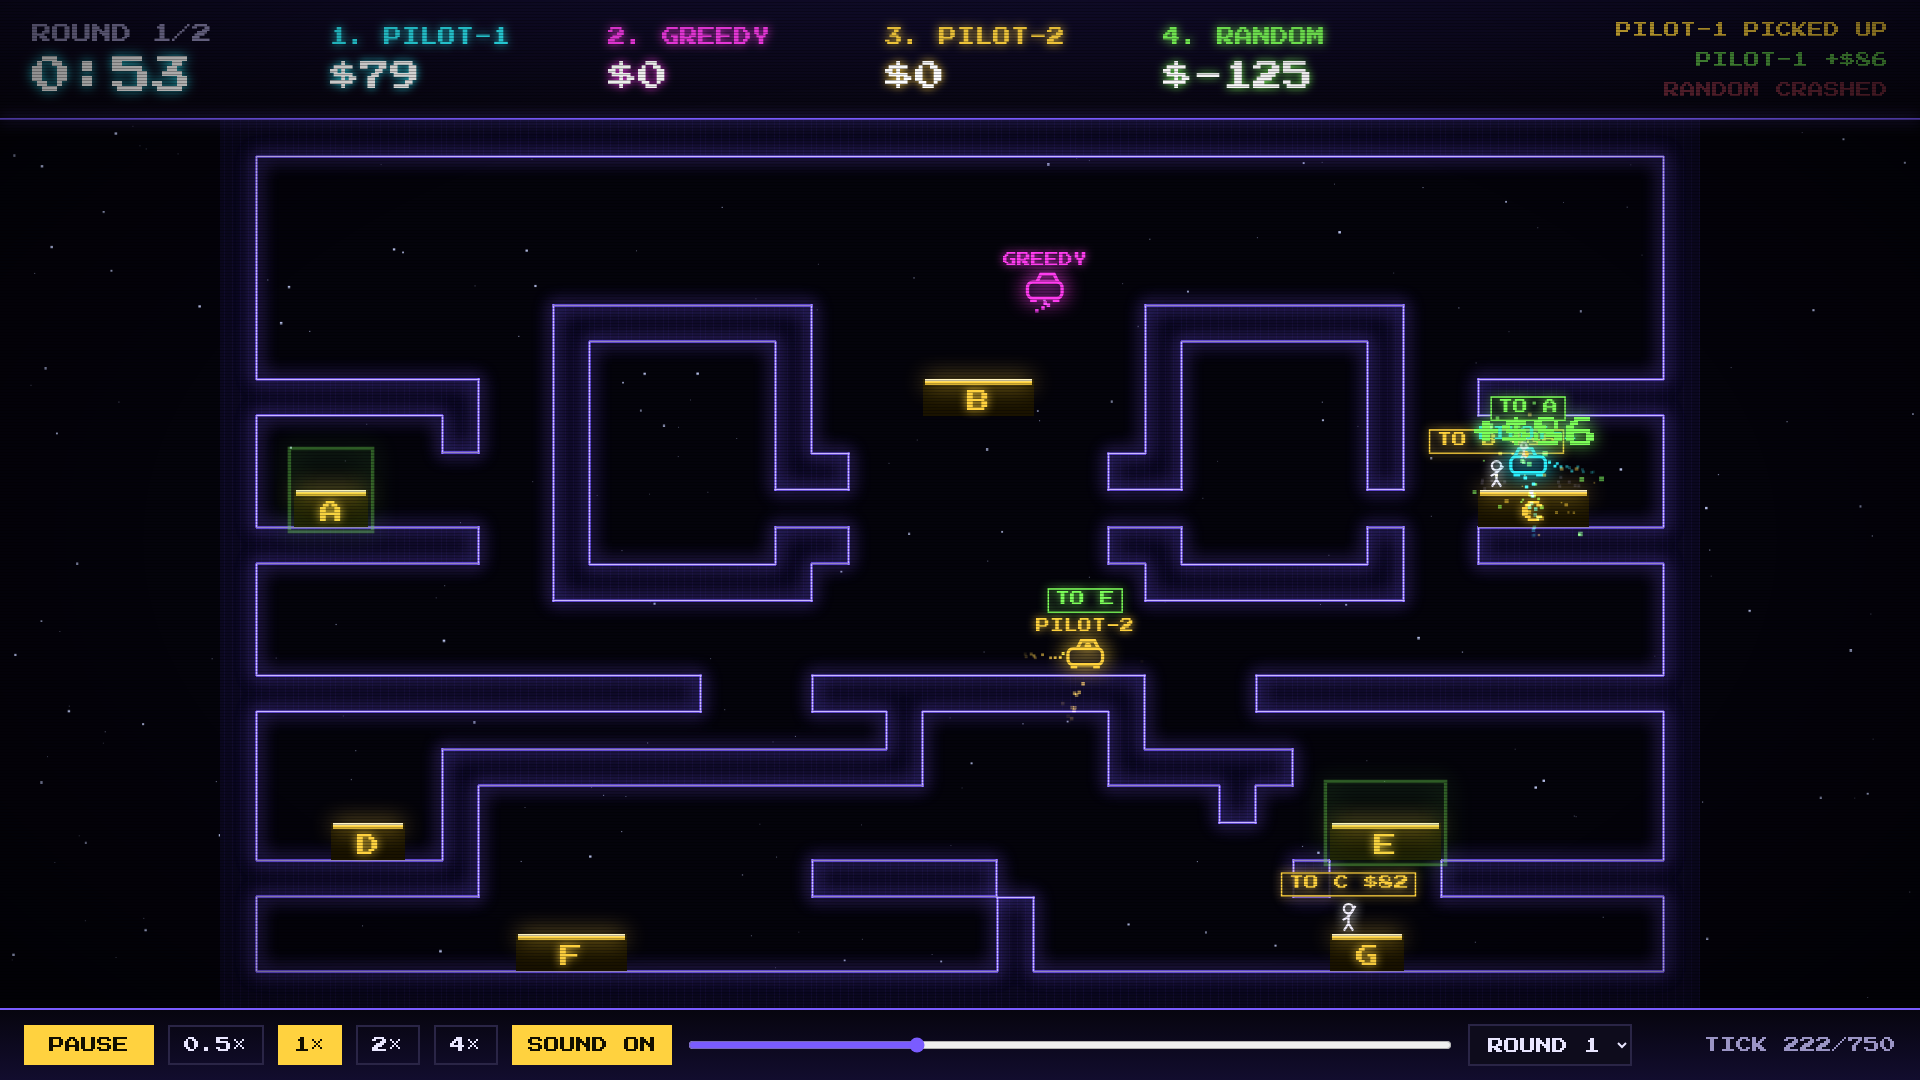 ROUND 1/2
0:53
1. PILOT-1
$79
2. GREEDY
$0
3. PILOT-2
$0
4. RANDOM
$-125
PILOT-1 PICKED UP
PILOT-1 +$86
RANDOM CRASHED
GREEDY
B
TO A
TO
A
C
TO E
PILOT-2
D
E
TO C $82
F
G
PAUSE
0.5×
1×
2×
4×
SOUND ON
ROUND 1
TICK 222/750